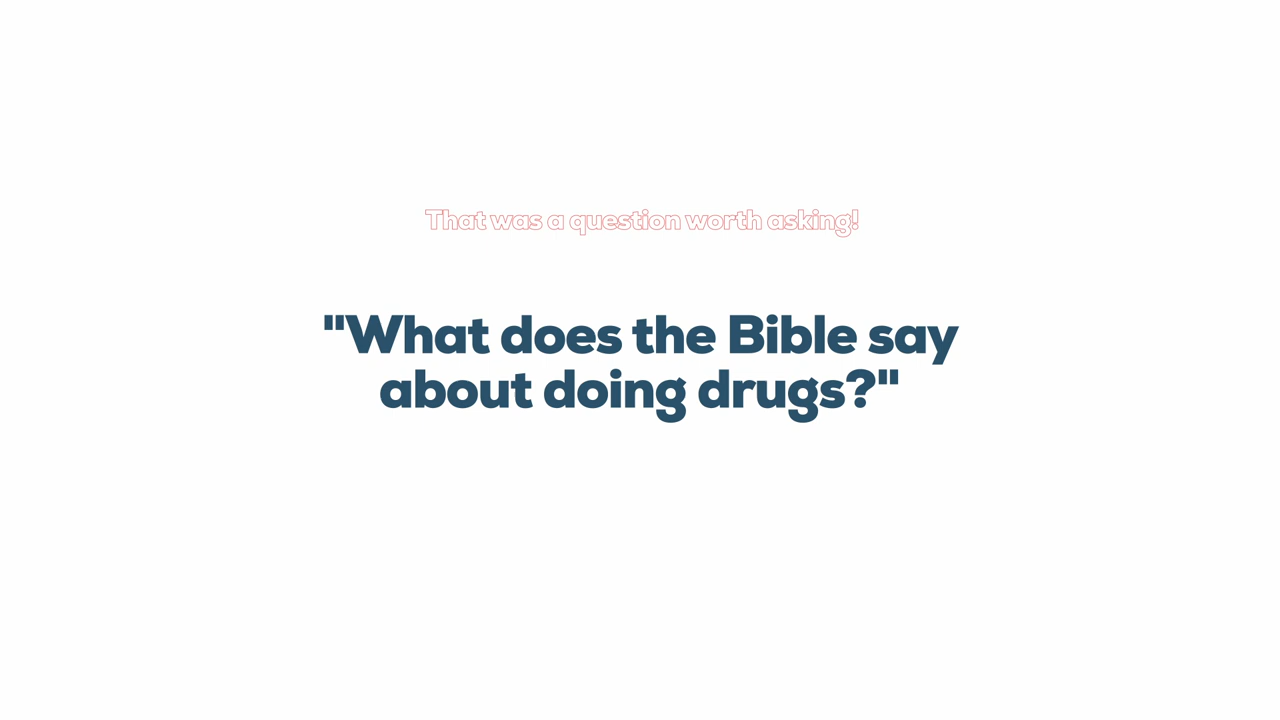 That was a question worth asking!
"What does the Bible say
about doing drugs?"